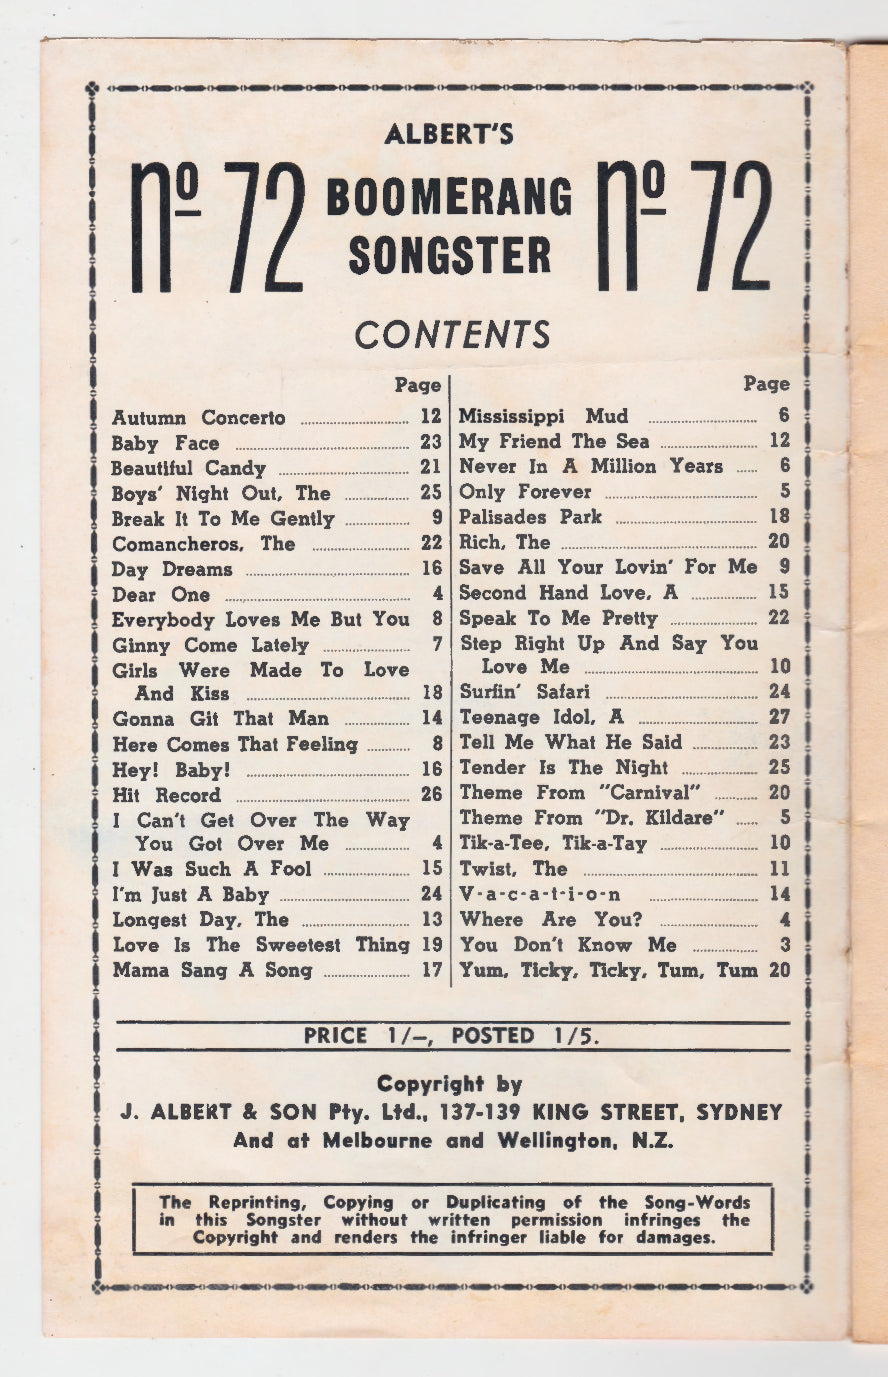 ALBERT'S
Nº 72 BOOMERANG Nº 72
SONGSTER
CONTENTS
Page
Autumn Concerto 12
Baby Face 23
Beautiful Candy 21
Boys' Night Out, The 25
Break It To Me Gently 9
Comancheros, The 22
Day Dreams 16
Dear One 4
Everybody Loves Me But You 8
Ginny Come Lately 7
Girls Were Made To Love
And Kiss 18
Gonna Git That Man 14
Here Comes That Feeling 8
Hey! Baby! 16
Hit Record 26
I Can't Get Over The Way
You Got Over Me 4
I Was Such A Fool 15
I'm Just A Baby 24
Longest Day, The 13
Love Is The Sweetest Thing 19
Mama Sang A Song 17
Page
Mississippi Mud 6
My Friend The Sea 12
Never In A Million Years 6
Only Forever 5
Palisades Park 18
Rich, The 20
Save All Your Lovin' For Me 9
Second Hand Love, A 15
Speak To Me Pretty 22
Step Right Up And Say You
Love Me 10
Surfin' Safari 24
Teenage Idol, A 27
Tell Me What He Said 23
Tender Is The Night 25
Theme From "Carnival" 20
Theme From "Dr. Kildare" 5
Tik-a-Tee, Tik-a-Tay 10
Twist, The 11
V-a-c-a-t-i-o-n 14
Where Are You? 4
You Don't Know Me 3
Yum, Ticky, Ticky, Tum, Tum 20
PRICE 1/–, POSTED 1/5.
Copyright by
J. ALBERT & SON Pty. Ltd., 137-139 KING STREET, SYDNEY
And at Melbourne and Wellington, N.Z.
The Reprinting, Copying or Duplicating of the Song-Words
in this Songster without written permission infringes the
Copyright and renders the infringer liable for damages.